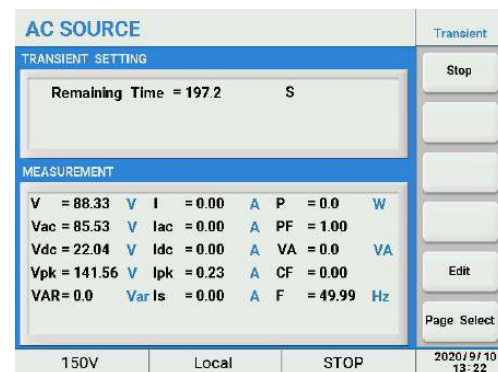 AC SOURCE
Transient
TRANSIENT SETTING
Remaining Time = 197.2 S
Stop
MEASUREMENT
V = 88.33 V I = 0.00 A P = 0.0 W
Vac = 85.53 V Iac = 0.00 A PF = 1.00
Vdc = 22.04 V Idc = 0.00 A VA = 0.0 VA
Vpk = 141.56 V Ipk = 0.23 A CF = 0.00
VAR= 0.0 Var Is = 0.00 A F = 49.99 Hz
Edit
Page Select
150V Local STOP 2020/9/10
13:22